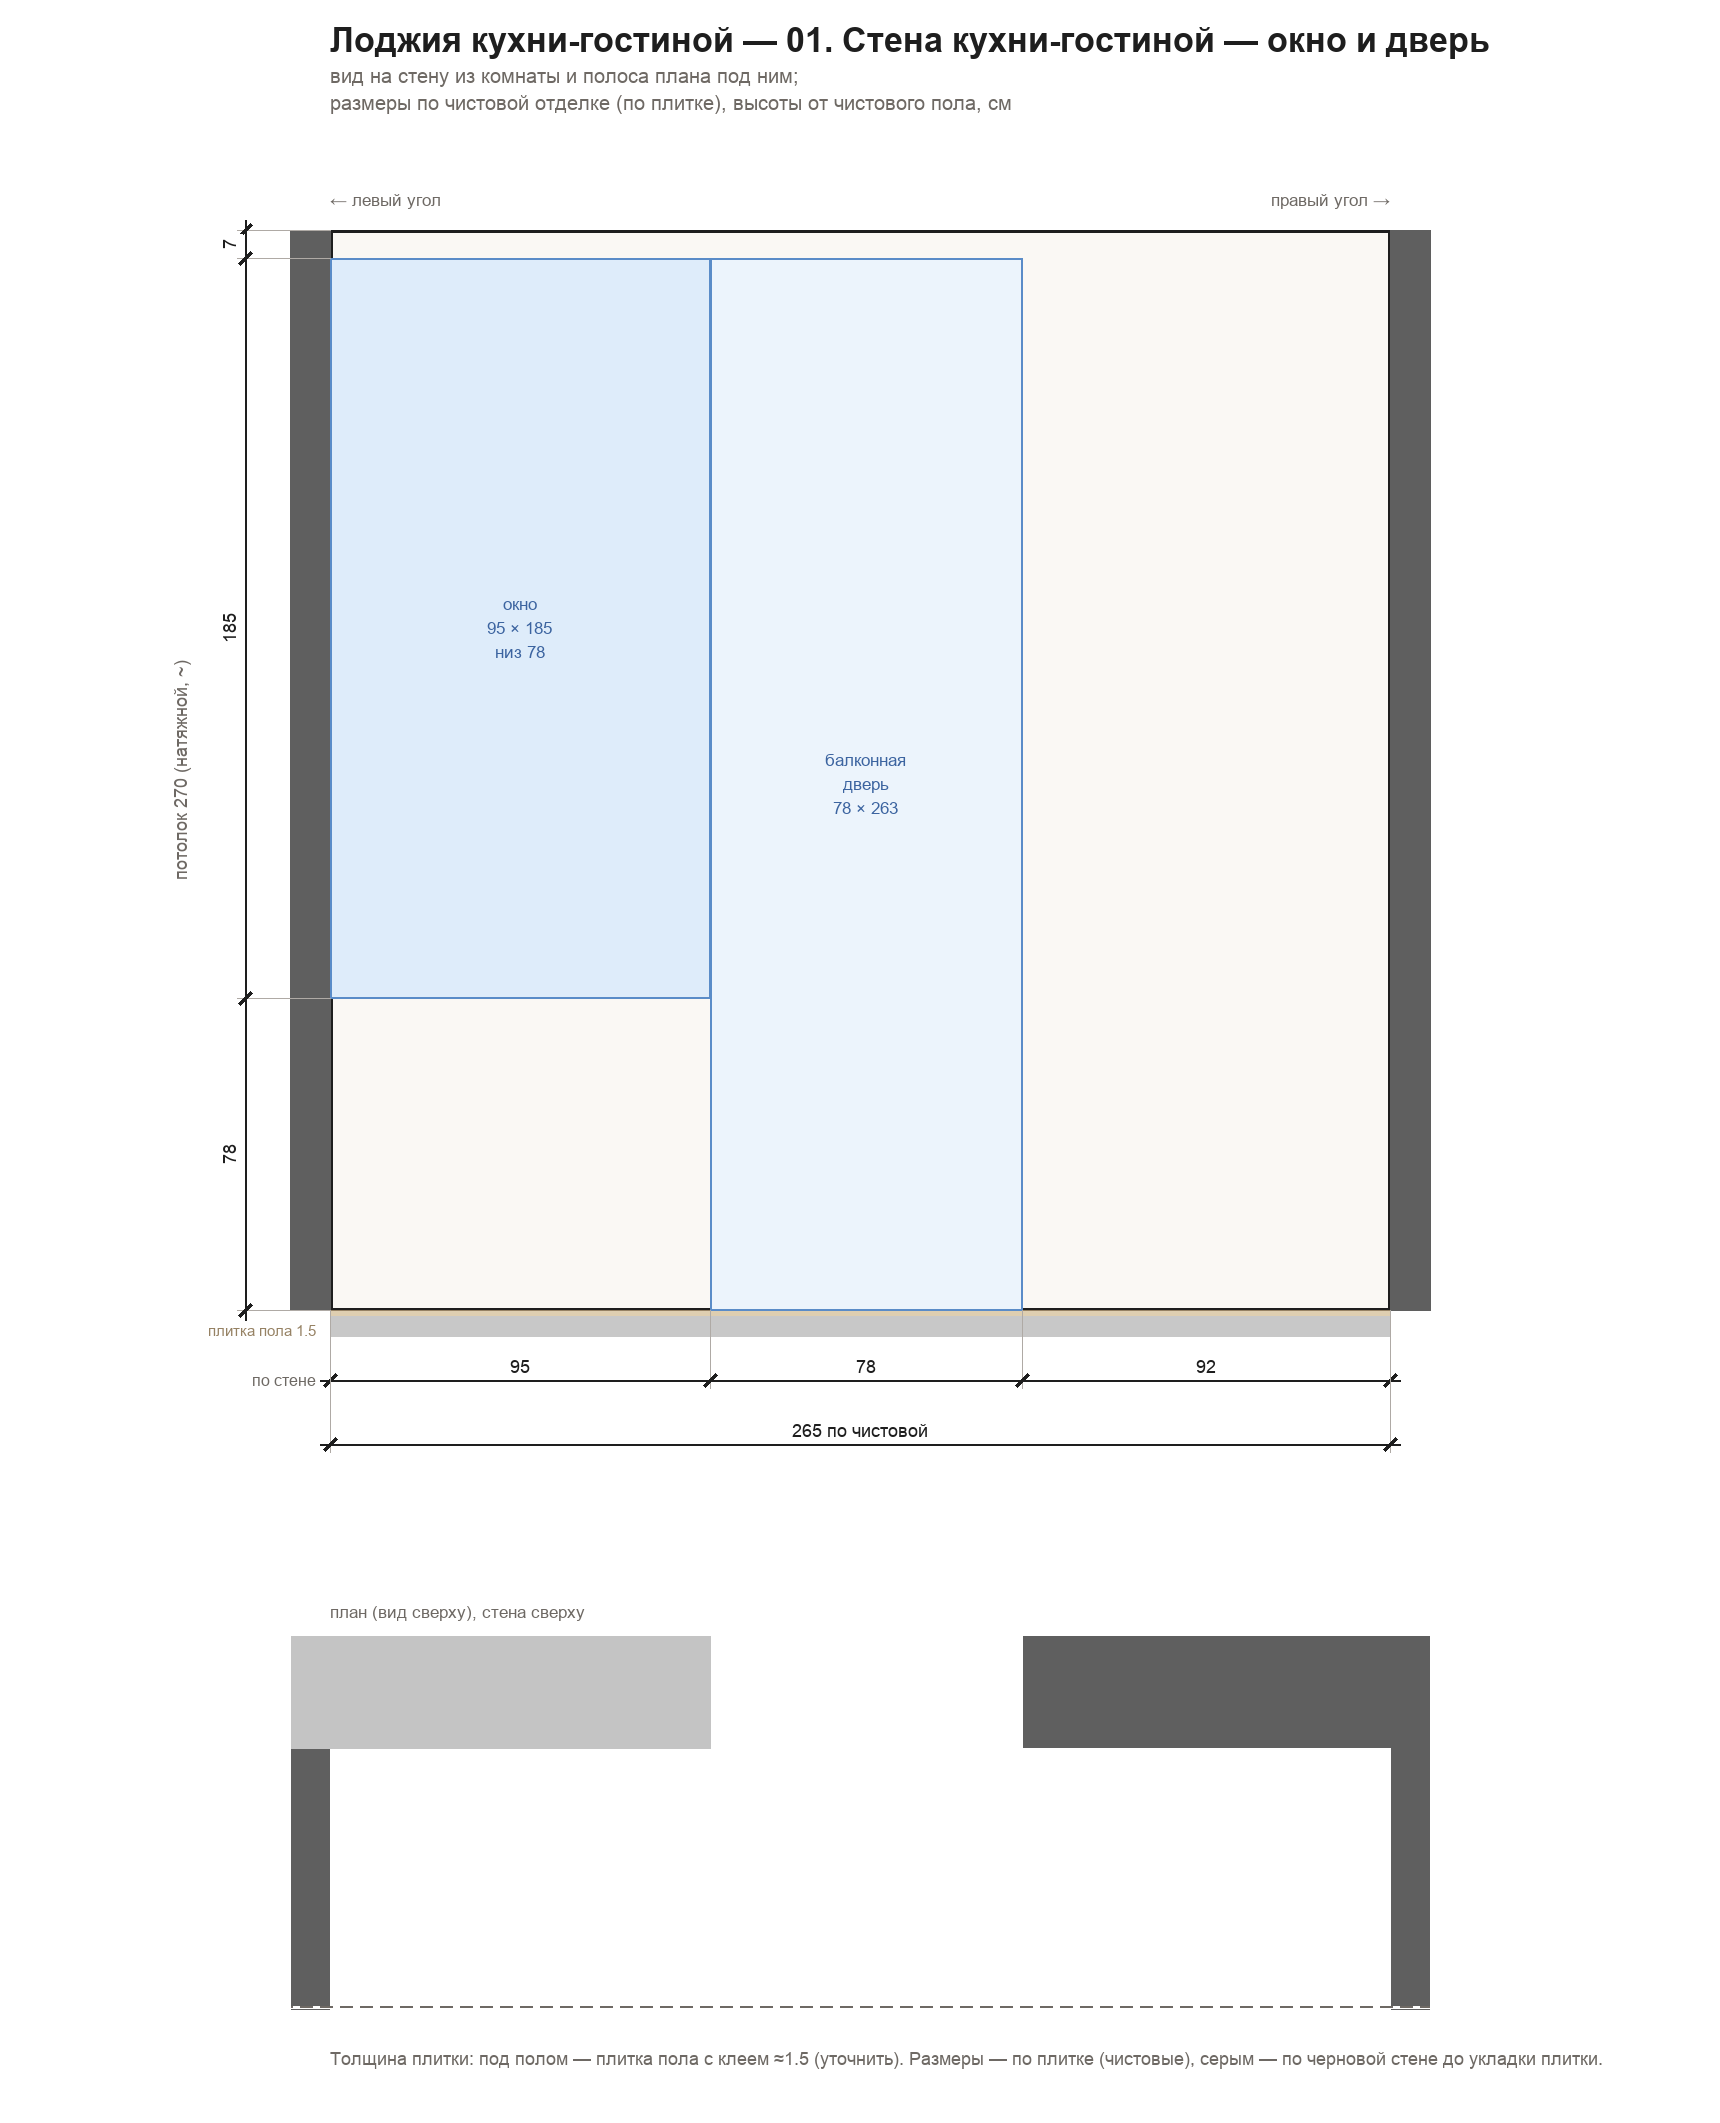 Лоджия кухни-гостиной — 01. Стена кухни-гостиной — окно и дверь
вид на стену из комнаты и полоса плана под ним;
размеры по чистовой отделке (по плитке), высоты от чистового пола, см
← левый угол
правый угол →
7
185
потолок 270 (натяжной, ~)
78
окно
95 × 185
низ 78
балконная
дверь
78 × 263
плитка пола 1.5
по стене
95
78
92
265 по чистовой
план (вид сверху), стена сверху
Толщина плитки: под полом — плитка пола с клеем ≈1.5 (уточнить). Размеры — по плитке (чистовые), серым — по черновой стене до укладки плитки.